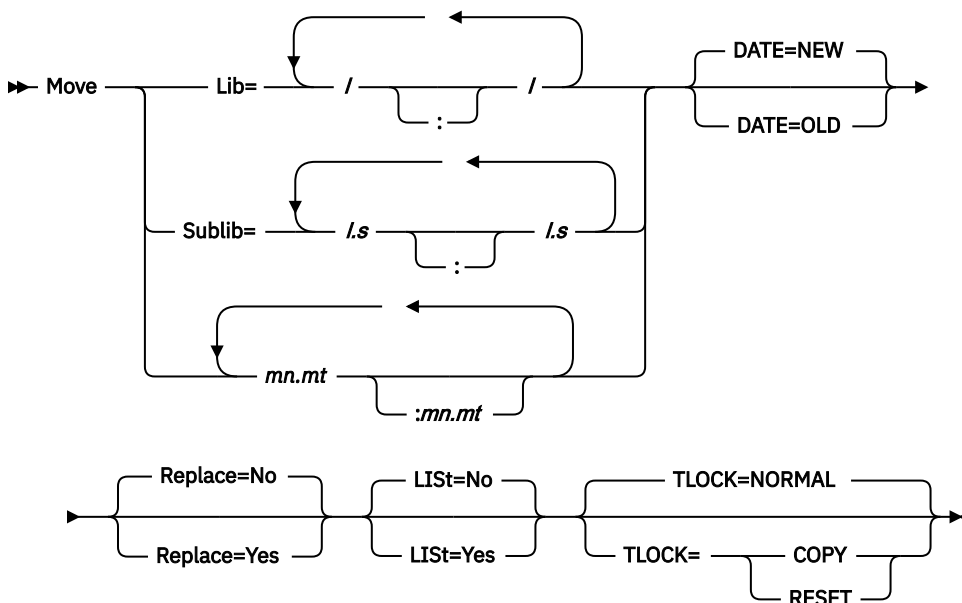 Move Lib= l : l DATE=NEW
DATE=OLD
Sublib= l.s : l.s
mn.mt :mn.mt
Replace=No LISt=No TLOCK=NORMAL
Replace=Yes LISt=Yes TLOCK= COPY
RESET